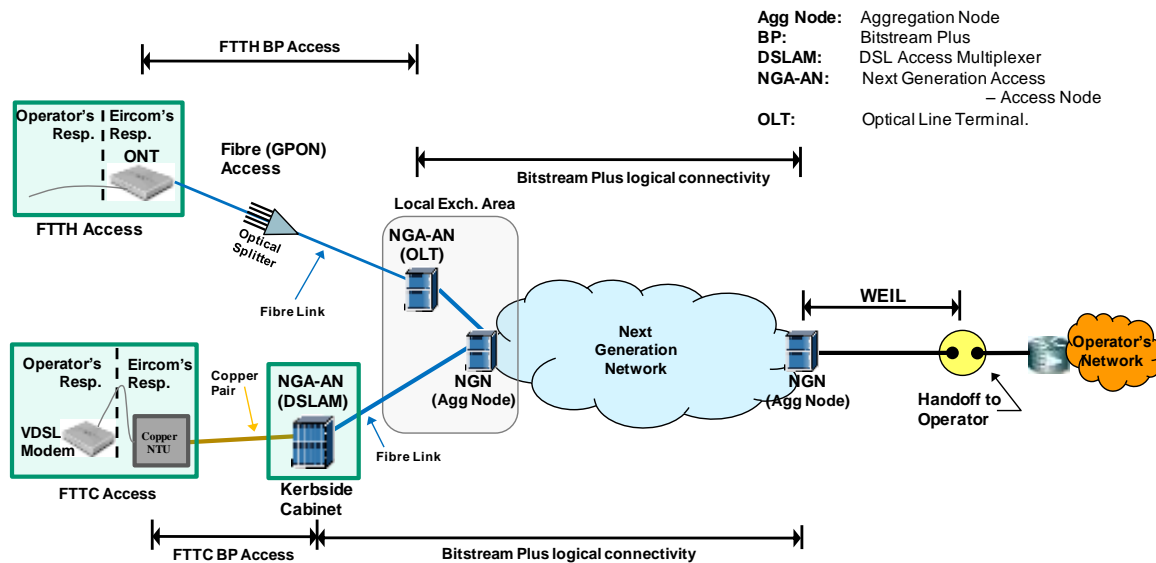 Agg Node: Aggregation Node
BP: Bitstream Plus
DSLAM: DSL Access Multiplexer
NGA-AN: Next Generation Access
– Access Node
OLT: Optical Line Terminal.
FTTH BP Access
Operator's
Resp.
Eircom's
Resp.
ONT
FTTH Access
Fibre (GPON)
Access
Optical
Splitter
Fibre Link
Bitstream Plus logical connectivity
Local Exch. Area
NGA-AN
(OLT)
NGN
(Agg Node)
Next
Generation
Network
WEIL
NGN
(Agg Node)
Handoff to
Operator
Operator's
Network
Operator's
Resp.
Eircom's
Resp.
VDSL
Modem
Copper
NTU
FTTC Access
Copper
Pair
NGA-AN
(DSLAM)
Kerbside
Cabinet
Fibre Link
FTTC BP Access
Bitstream Plus logical connectivity